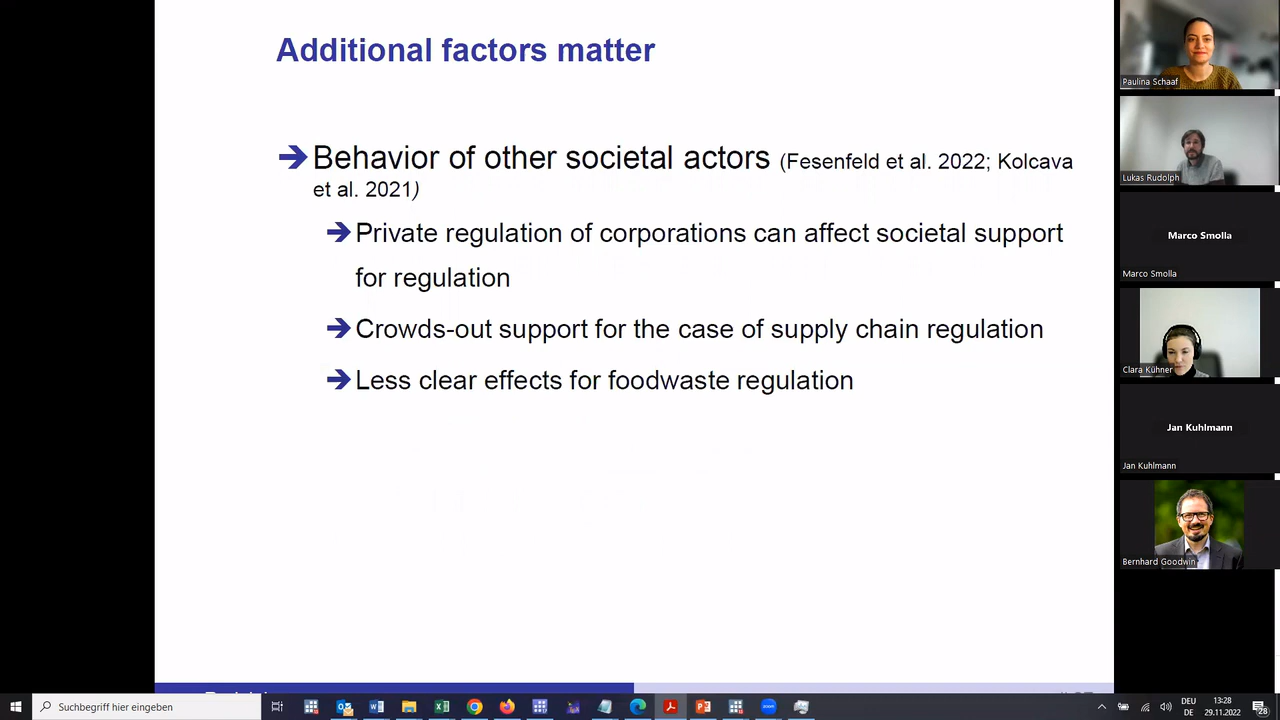 Additional factors matter
Behavior of other societal actors (Fesenfeld et al. 2022; Kolcava
et al. 2021)
Private regulation of corporations can affect societal support
for regulation
Crowds-out support for the case of supply chain regulation
Less clear effects for foodwaste regulation
Paulina Schaaf
Lukas Rudolph
Marco Smolla
Marco Smolla
Clara Kühner
Jan Kuhlmann
Jan Kuhlmann
Bernhard Goodwin
Suchbegriff hier eingeben
DEU
DE
13:28
29.11.2022
28